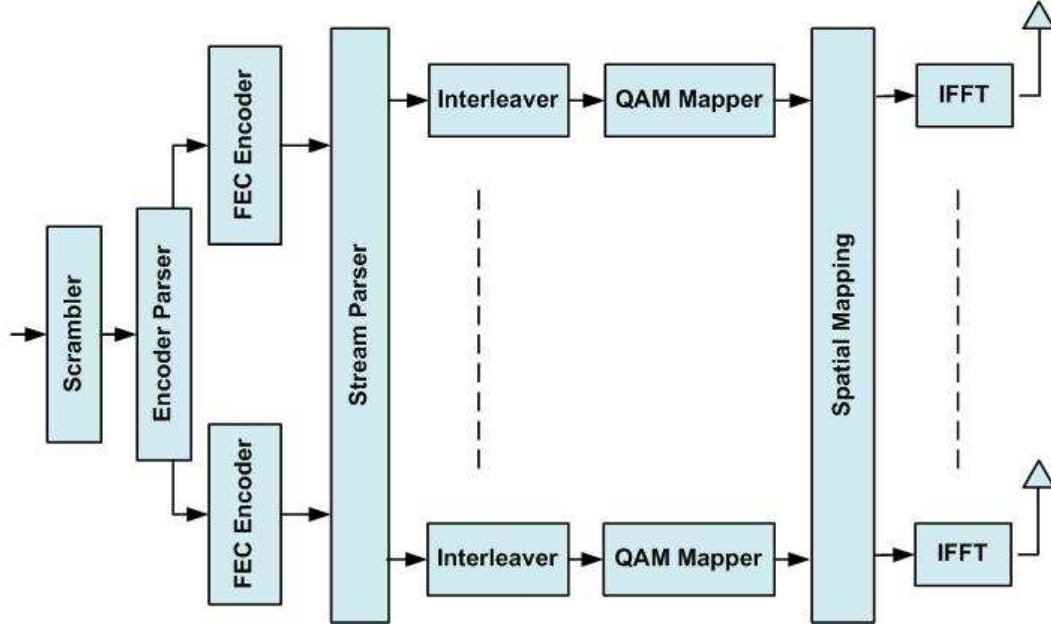 Scrambler
Encoder Parser
FEC Encoder
FEC Encoder
Stream Parser
Interleaver
QAM Mapper
Interleaver
QAM Mapper
Spatial Mapping
IFFT
IFFT